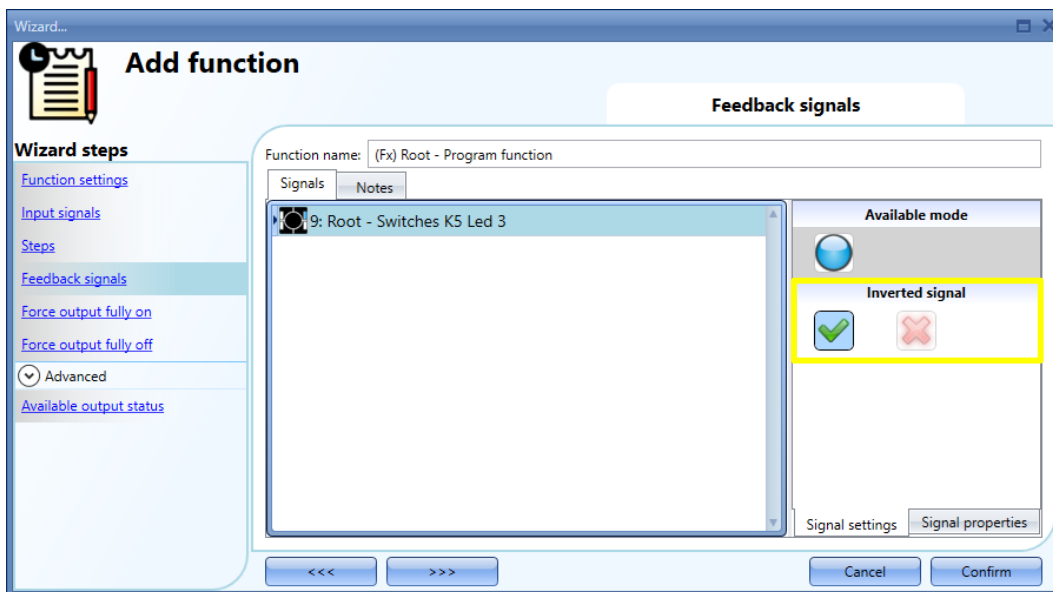 Wizard...
Add function
Feedback signals
Wizard steps
Function settings
Input signals
Steps
Feedback signals
Force output fully on
Force output fully off
Advanced
Available output status
Function name: (Fx) Root - Program function
Signals Notes
9: Root - Switches K5 Led 3
Available mode
Inverted signal
Signal settings Signal properties
<<< >>> Cancel Confirm